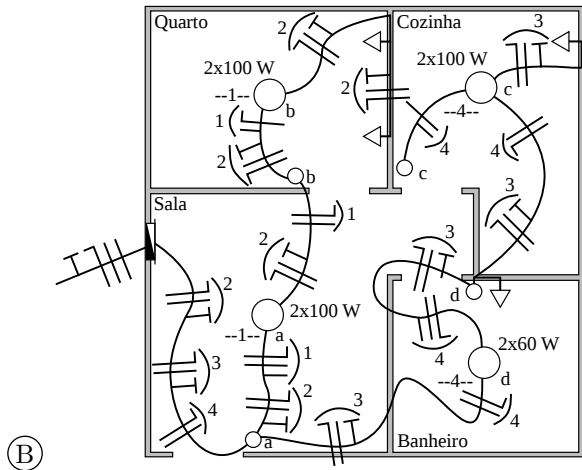 Quarto
2
Cozinha
3
2x100 W
--1--
b
2x100 W
c
--4--
2
1
4
4
2
b
c
Sala
1
3
2
3
2
d
2x100 W
--1--
a
4
2x60 W
3
1
--4--
d
4
2
3
4
a
Banheiro
B